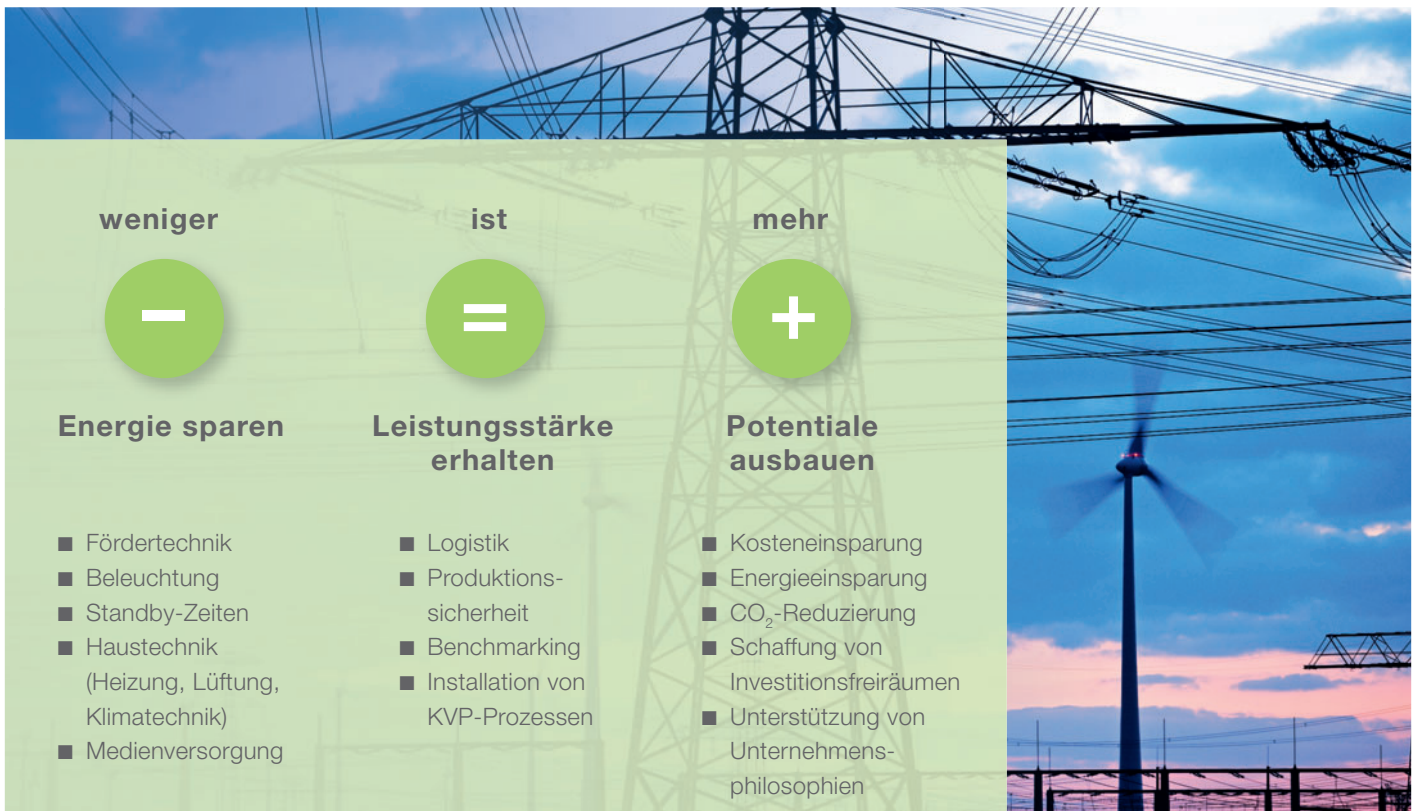 weniger
ist
mehr
−
=
+
Energie sparen
Leistungsstärke
erhalten
Potentiale
ausbauen
■ Fördertechnik
■ Beleuchtung
■ Standby-Zeiten
■ Haustechnik
(Heizung, Lüftung,
Klimatechnik)
■ Medienversorgung
■ Logistik
■ Produktions-
sicherheit
■ Benchmarking
■ Installation von
KVP-Prozessen
■ Kosteneinsparung
■ Energieeinsparung
■ CO₂-Reduzierung
■ Schaffung von
Investitionsfreiräumen
■ Unterstützung von
Unternehmens-
philosophien